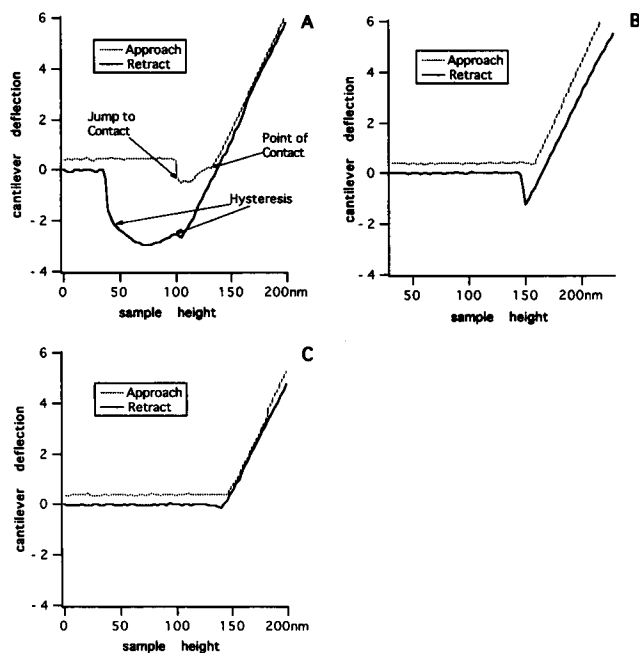 A
6
Approach
Retract
4
cantilever deflection
Jump to
Contact
2
Point of
Contact
0
Hysteresis
- 2
- 4
0
50
100
150
200nm
sample height
B
6
Approach
Retract
4
cantilever deflection
2
0
- 2
- 4
50
100
150
200nm
sample height
C
6
Approach
Retract
4
cantilever deflection
2
0
- 2
- 4
0
50
100
150
200nm
sample height